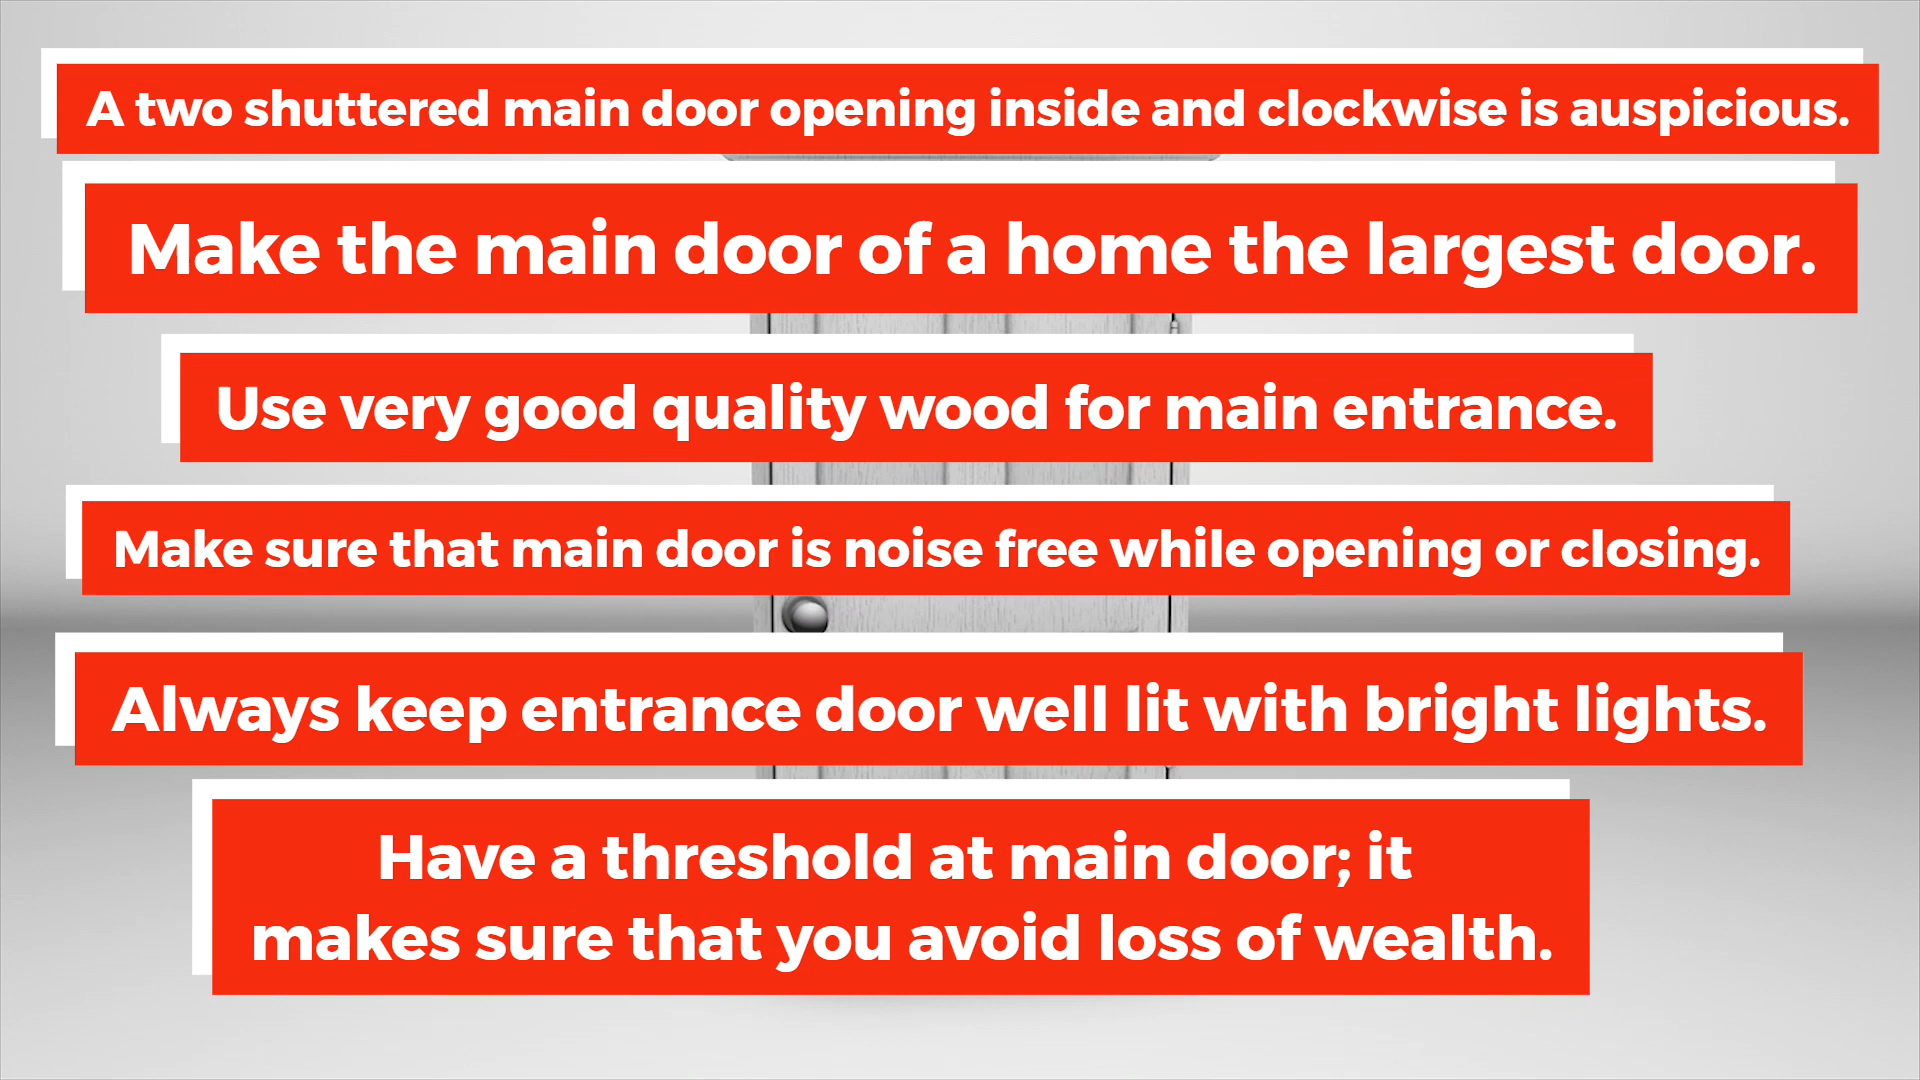 A two shuttered main door opening inside and clockwise is auspicious.
Make the main door of a home the largest door.
Use very good quality wood for main entrance.
Make sure that main door is noise free while opening or closing.
Always keep entrance door well lit with bright lights.
Have a threshold at main door; it
makes sure that you avoid loss of wealth.